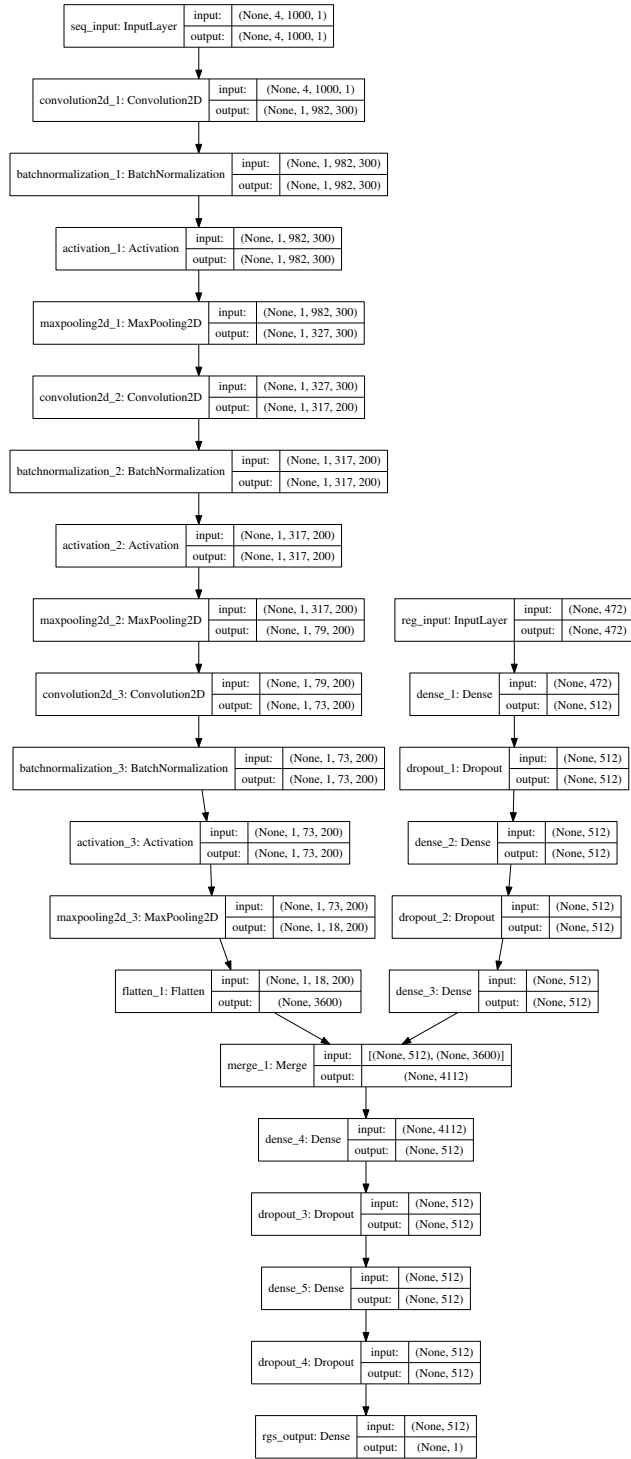 seq_input: InputLayer
input: (None, 4, 1000, 1)
output: (None, 4, 1000, 1)
convolution2d_1: Convolution2D
input: (None, 4, 1000, 1)
output: (None, 1, 982, 300)
batchnormalization_1: BatchNormalization
input: (None, 1, 982, 300)
output: (None, 1, 982, 300)
activation_1: Activation
input: (None, 1, 982, 300)
output: (None, 1, 982, 300)
maxpooling2d_1: MaxPooling2D
input: (None, 1, 982, 300)
output: (None, 1, 327, 300)
convolution2d_2: Convolution2D
input: (None, 1, 327, 300)
output: (None, 1, 317, 200)
batchnormalization_2: BatchNormalization
input: (None, 1, 317, 200)
output: (None, 1, 317, 200)
activation_2: Activation
input: (None, 1, 317, 200)
output: (None, 1, 317, 200)
maxpooling2d_2: MaxPooling2D
input: (None, 1, 317, 200)
output: (None, 1, 79, 200)
convolution2d_3: Convolution2D
input: (None, 1, 79, 200)
output: (None, 1, 73, 200)
batchnormalization_3: BatchNormalization
input: (None, 1, 73, 200)
output: (None, 1, 73, 200)
activation_3: Activation
input: (None, 1, 73, 200)
output: (None, 1, 73, 200)
maxpooling2d_3: MaxPooling2D
input: (None, 1, 73, 200)
output: (None, 1, 18, 200)
flatten_1: Flatten
input: (None, 1, 18, 200)
output: (None, 3600)
reg_input: InputLayer
input: (None, 472)
output: (None, 472)
dense_1: Dense
input: (None, 472)
output: (None, 512)
dropout_1: Dropout
input: (None, 512)
output: (None, 512)
dense_2: Dense
input: (None, 512)
output: (None, 512)
dropout_2: Dropout
input: (None, 512)
output: (None, 512)
dense_3: Dense
input: (None, 512)
output: (None, 512)
merge_1: Merge
input: [(None, 512), (None, 3600)]
output: (None, 4112)
dense_4: Dense
input: (None, 4112)
output: (None, 512)
dropout_3: Dropout
input: (None, 512)
output: (None, 512)
dense_5: Dense
input: (None, 512)
output: (None, 512)
dropout_4: Dropout
input: (None, 512)
output: (None, 512)
rgs_output: Dense
input: (None, 512)
output: (None, 1)